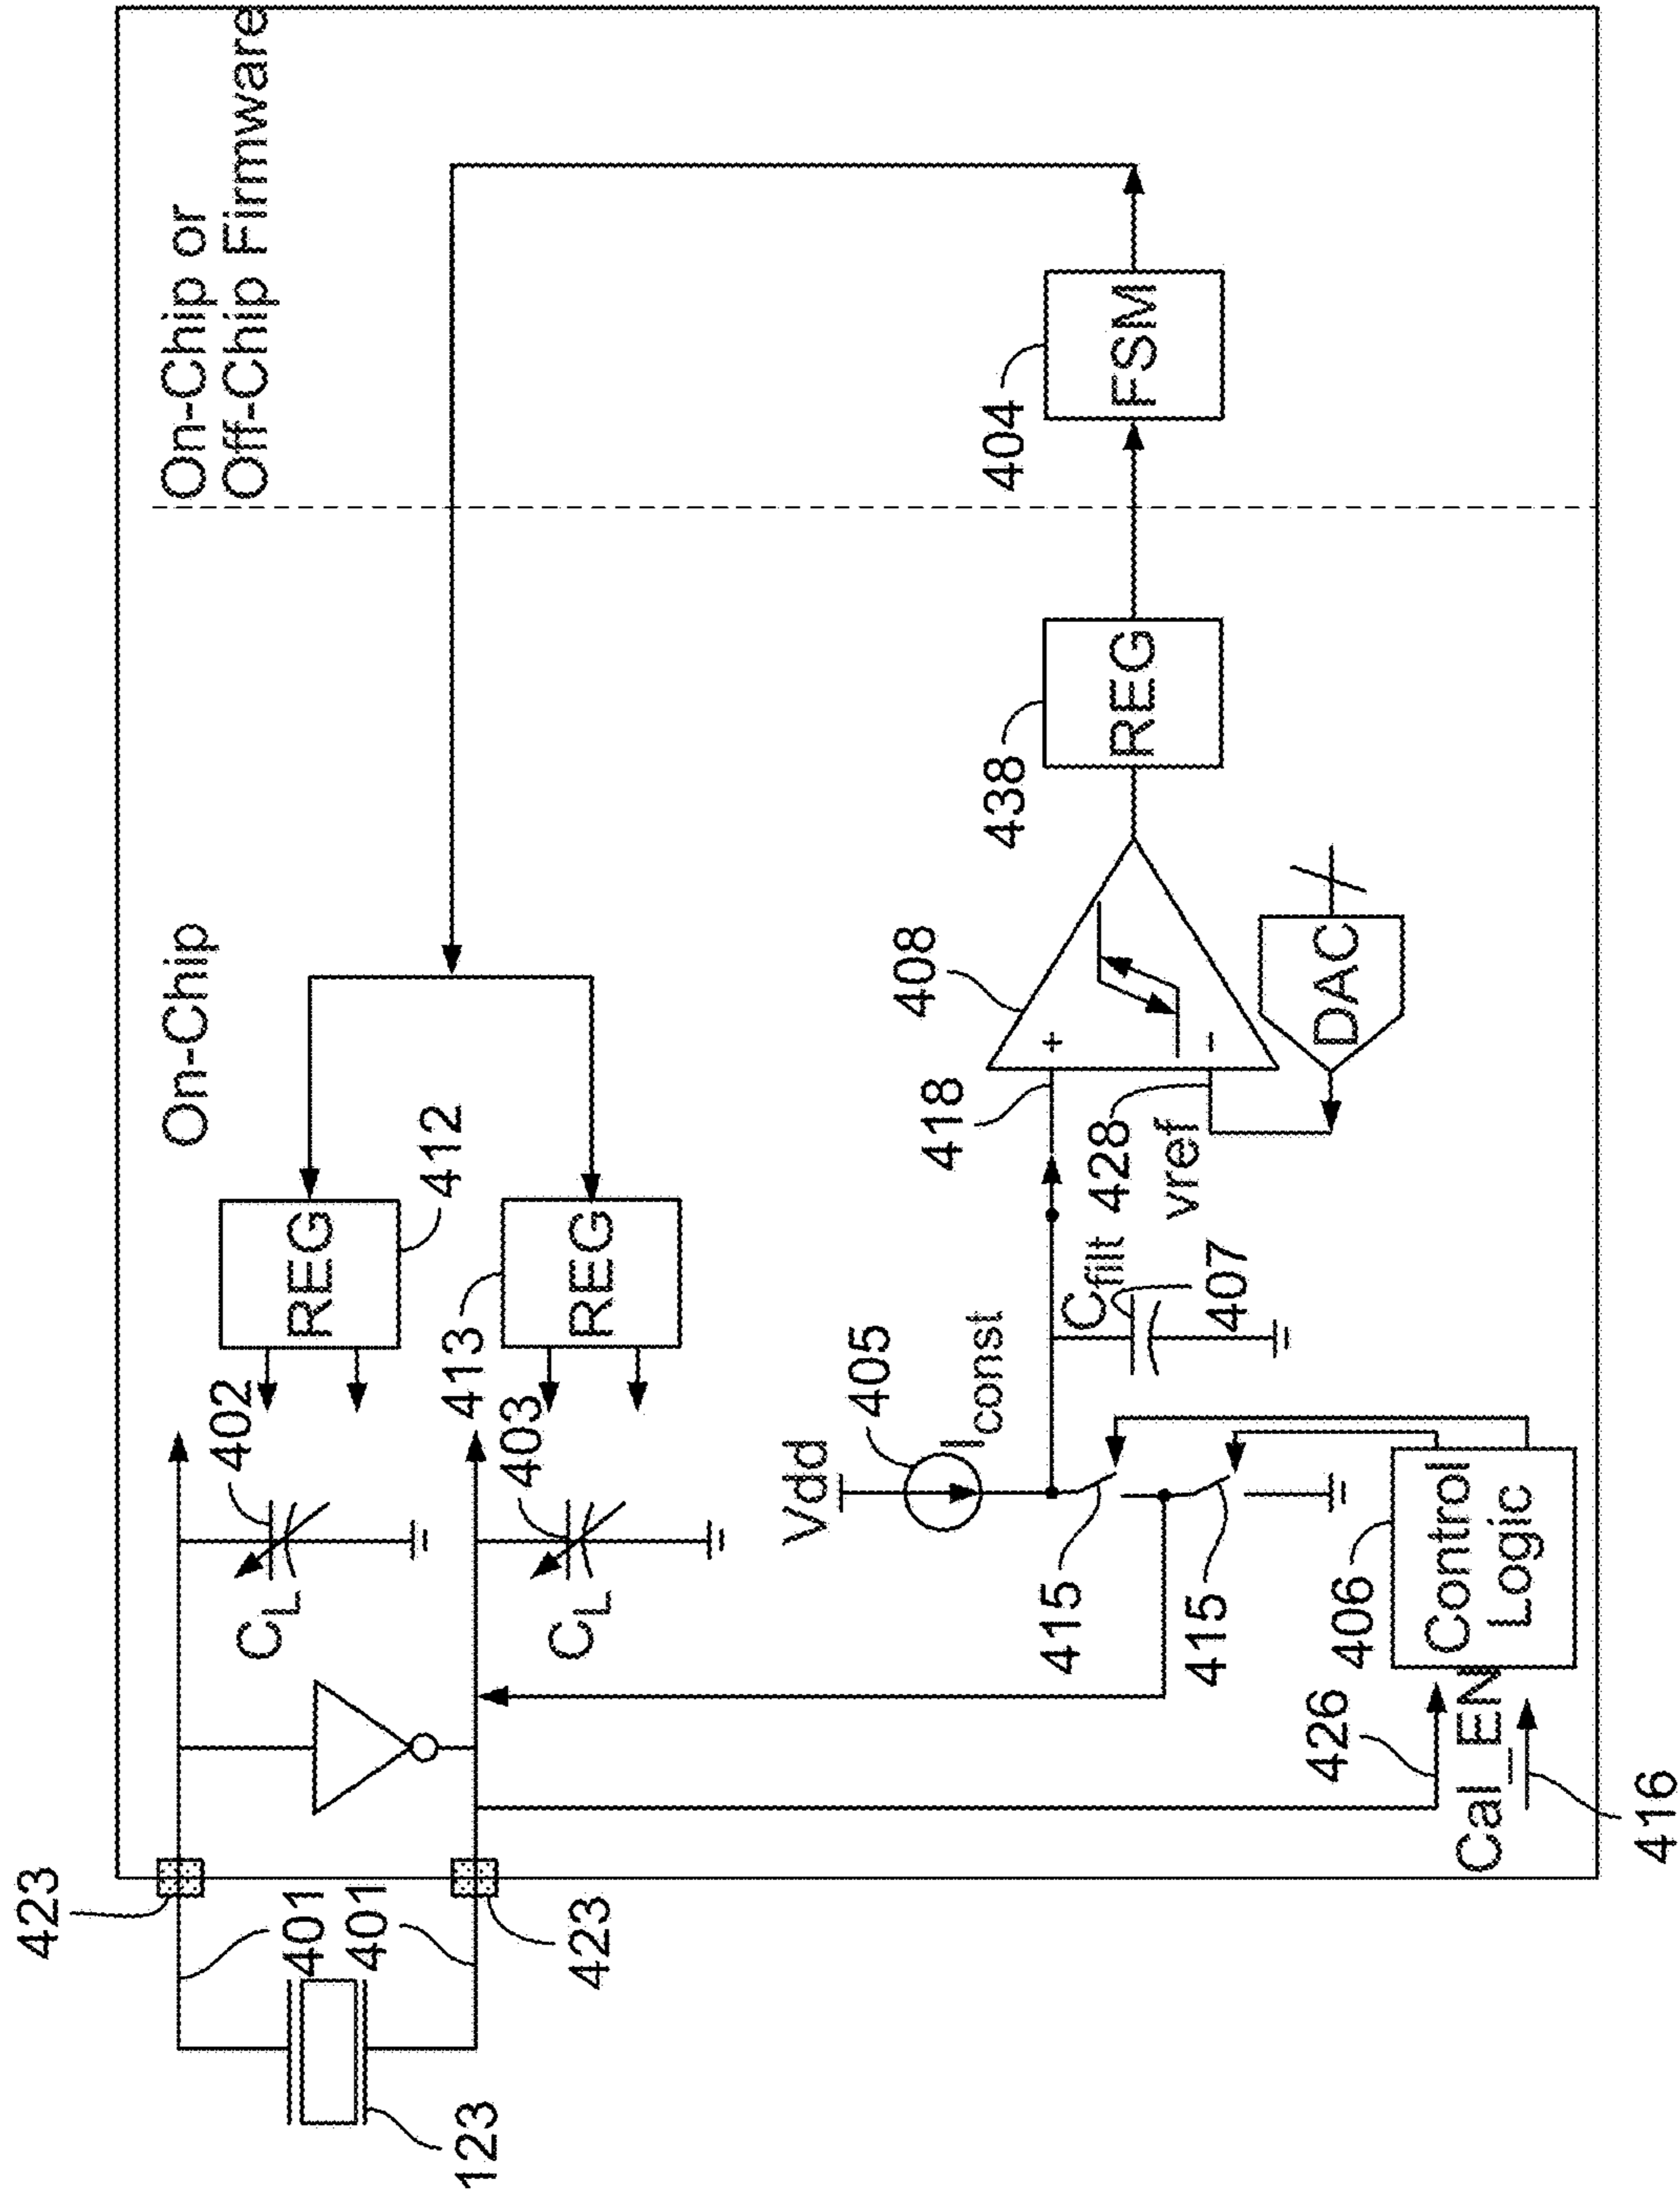 On-Chip
On-Chip or
Off-Chip Firmware
423
401
401
423
123
C_L
402
C_L
403
REG
412
413
REG
Vdd
405
I_const
C_filt
407
415
415
418
428
vref
408
+
−
DAC
438
REG
404
FSM
426
406
Control
Logic
Cal_EN
416